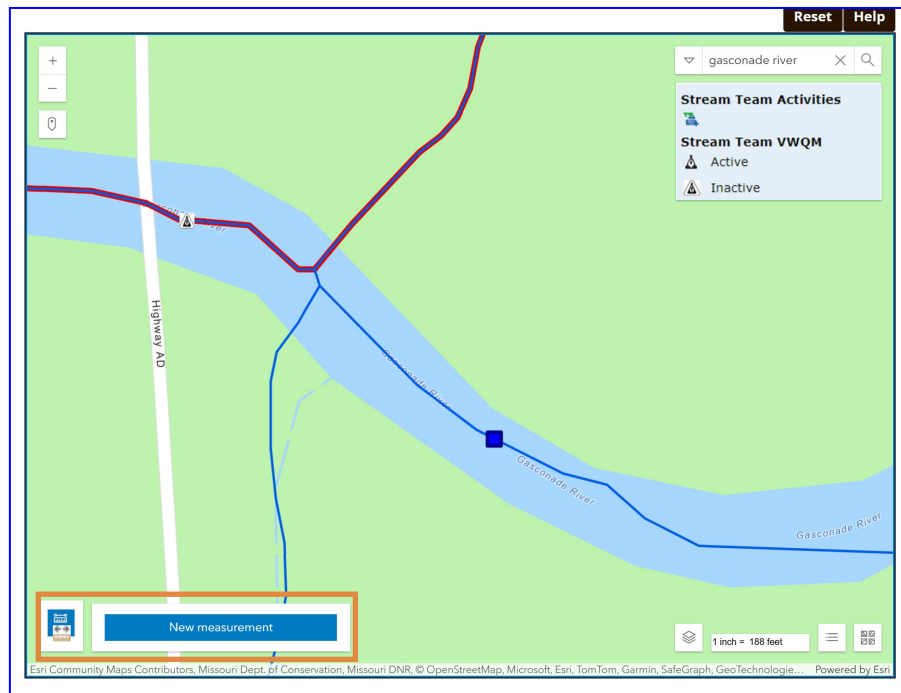 Reset Help
+
−
gasconade river
Stream Team Activities
Stream Team VWQM
Active
Inactive
River
Highway AD
Gasconade River
Gasconade River
Gasconade River
New measurement
1 inch = 188 feet
Esri Community Maps Contributors, Missouri Dept. of Conservation, Missouri DNR, © OpenStreetMap, Microsoft, Esri, TomTom, Garmin, SafeGraph, GeoTechnologie... Powered by Esri